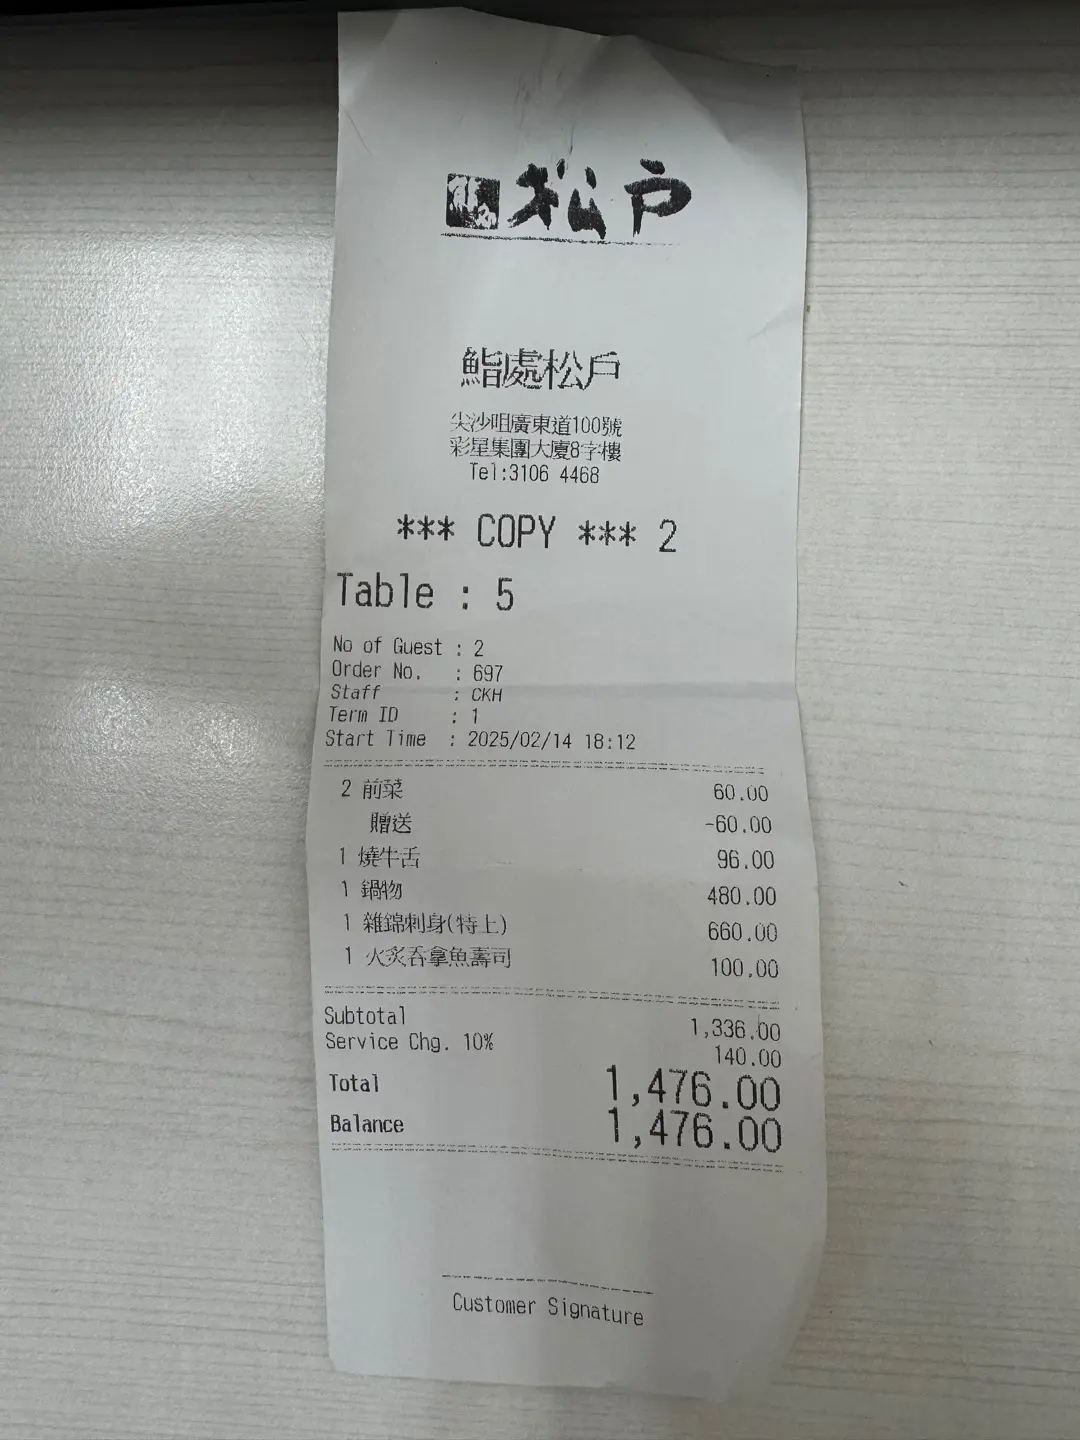 松戸
鮨處松戶
尖沙咀廣東道100號
彩星集團大廈8字樓
Tel:3106 4468
*** COPY *** 2
Table : 5
No of Guest : 2
Order No. : 697
Staff : CKH
Term ID : 1
Start Time : 2025/02/14 18:12
2 前菜 60.00
贈送 -60.00
1 燒牛舌 96.00
1 鍋物 480.00
1 雜錦刺身(特上) 660.00
1 火炙吞拿魚壽司 100.00
Subtotal 1,336.00
Service Chg. 10% 140.00
Total 1,476.00
Balance 1,476.00
Customer Signature